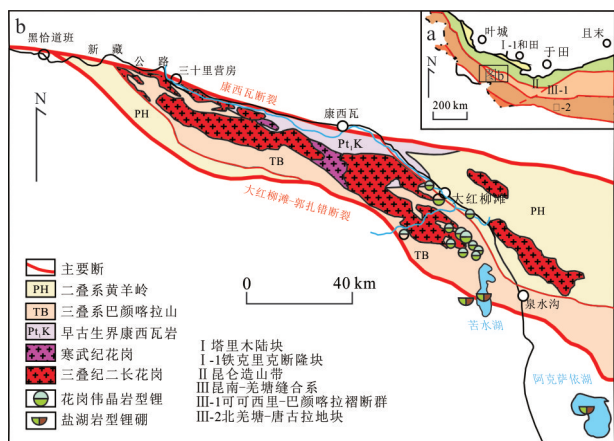 b
黑恰道班
新藏公路
三十里营房
康西瓦断裂
康西瓦
N
PH
Pt₁K
TB
大红柳滩
大红柳滩-郭扎错断裂
PH
TB
泉水沟
苦水湖
阿克萨依湖
0 40 km
a
叶城
I-1和田
于田
且末
N
图b
II
III-1
□-2
200 km
主要断
PH 二叠系黄羊岭
TB 三叠系巴颜喀拉山
Pt₁K 早古生界康西瓦岩
寒武纪花岗
三叠纪二长花岗
花岗伟晶岩型锂
盐湖岩型锂硼
I 塔里木陆块
I-1铁克里克断隆块
II 昆仑造山带
III昆南-羌塘缝合系
III-1可可西里-巴颜喀拉褶断群
III-2北羌塘-唐古拉地块